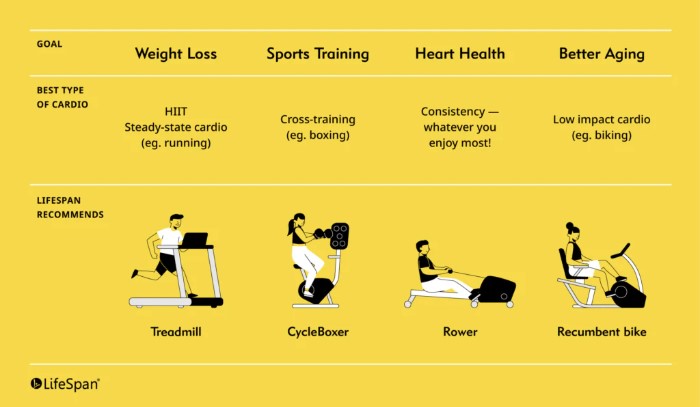 GOAL
Weight Loss
Sports Training
Heart Health
Better Aging
BEST TYPE
OF CARDIO
HIIT
Steady-state cardio
(eg. running)
Cross-training
(eg. boxing)
Consistency —
whatever you
enjoy most!
Low impact cardio
(eg. biking)
LIFESPAN
RECOMMENDS
Treadmill
CycleBoxer
Rower
Recumbent bike
LifeSpan®